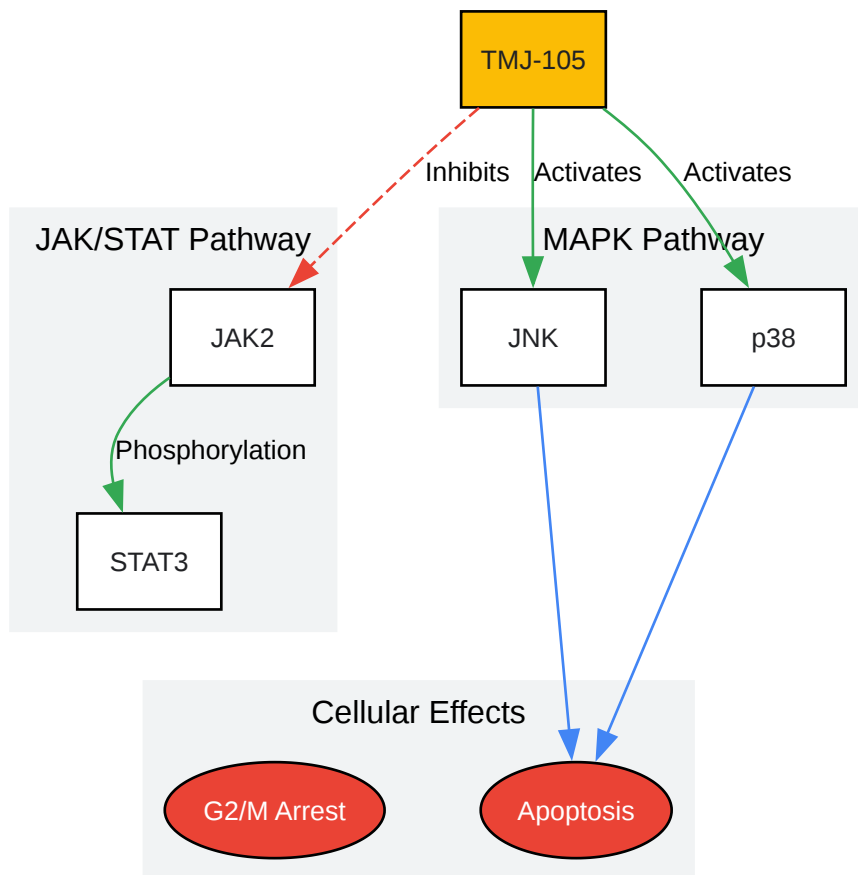 TMJ-105
Inhibits
Activates
Activates
JAK/STAT Pathway
MAPK Pathway
JAK2
JNK
p38
Phosphorylation
STAT3
Cellular Effects
G2/M Arrest
Apoptosis